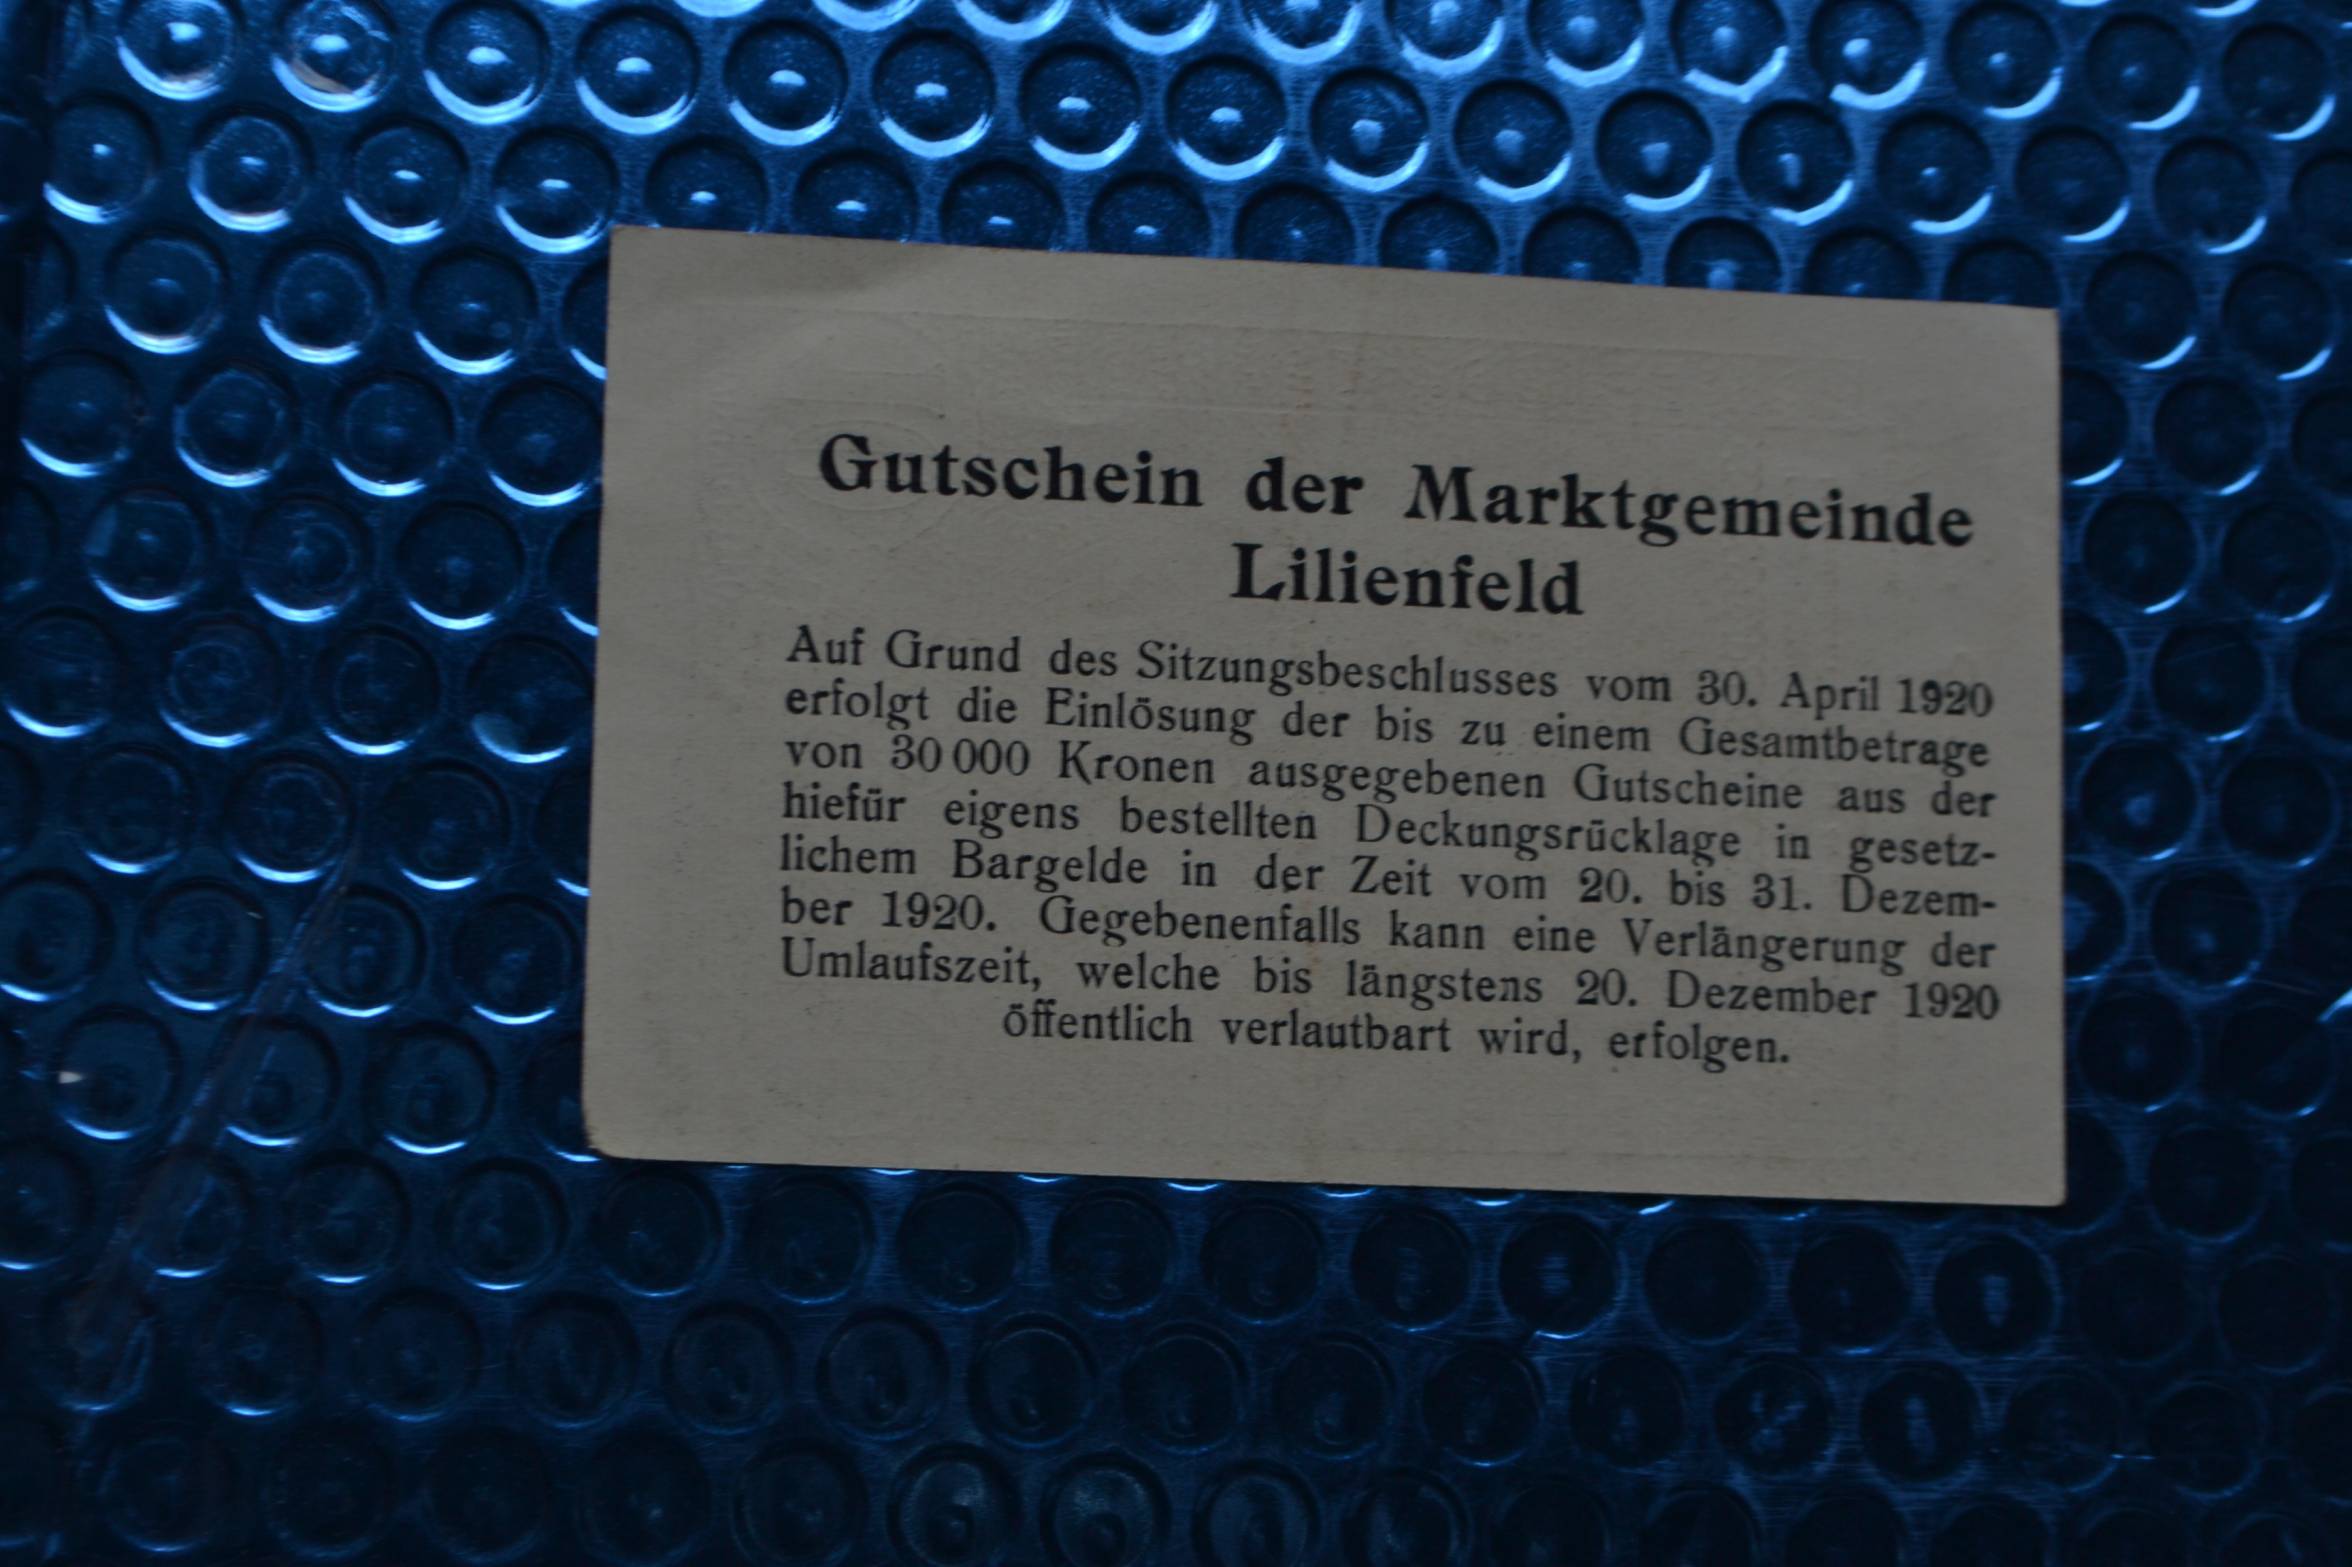 Gutschein der Marktgemeinde
Lilienfeld
Auf Grund des Sitzungsbeschlusses vom 30. April 1920
erfolgt die Einlösung der bis zu einem Gesamtbetrage
von 30 000 Kronen ausgegebenen Gutscheine aus der
hiefür eigens bestellten Deckungsrücklage in gesetz-
lichem Bargelde in der Zeit vom 20. bis 31. Dezem-
ber 1920. Gegebenenfalls kann eine Verlängerung der
Umlaufszeit, welche bis längstens 20. Dezember 1920
öffentlich verlautbart wird, erfolgen.